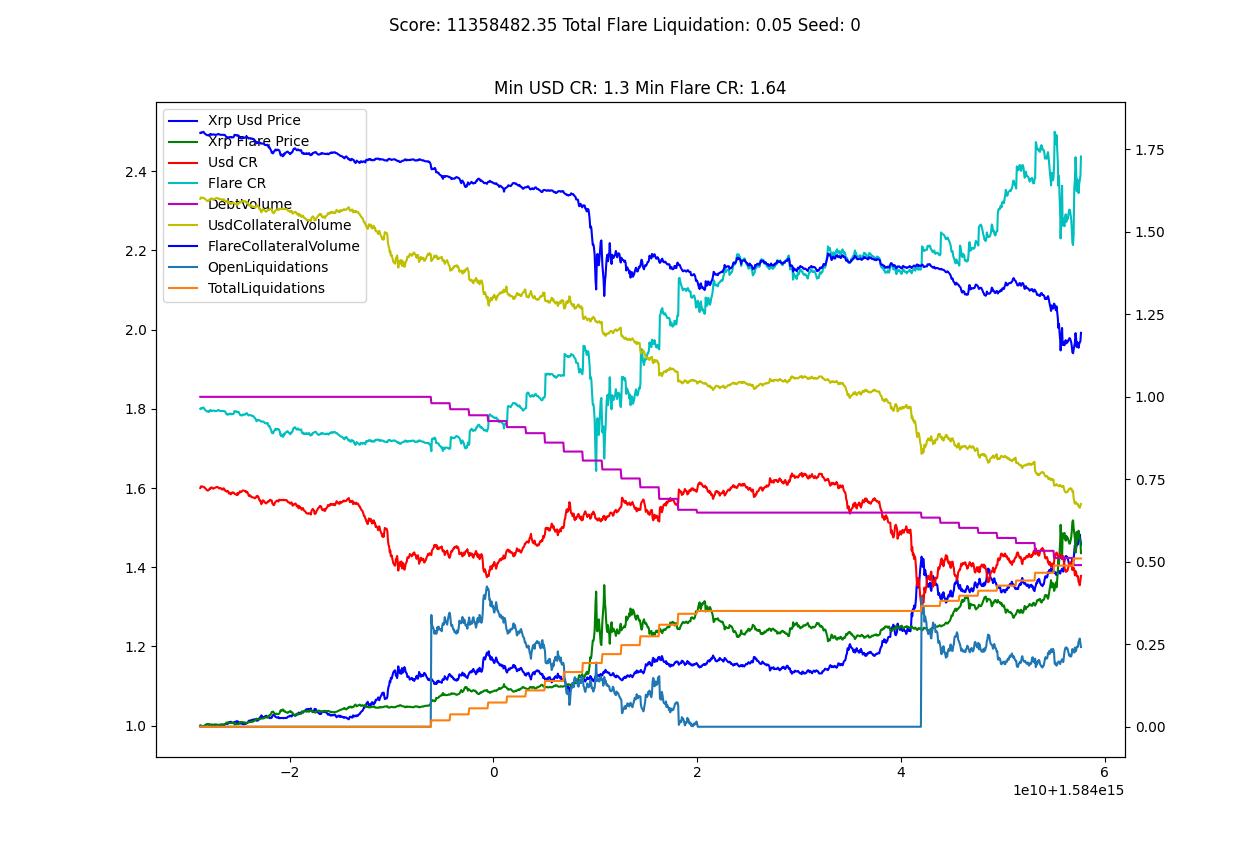 Score: 11358482.35 Total Flare Liquidation: 0.05 Seed: 0
Min USD CR: 1.3 Min Flare CR: 1.64
Xrp Usd Price
Xrp Flare Price
Usd CR
Flare CR
DebtVolume
UsdCollateralVolume
FlareCollateralVolume
OpenLiquidations
TotalLiquidations
2.4
2.2
2.0
1.8
1.6
1.4
1.2
1.0
1.75
1.50
1.25
1.00
0.75
0.50
0.25
0.00
−2 0 2 4 6
1e10+1.584e15